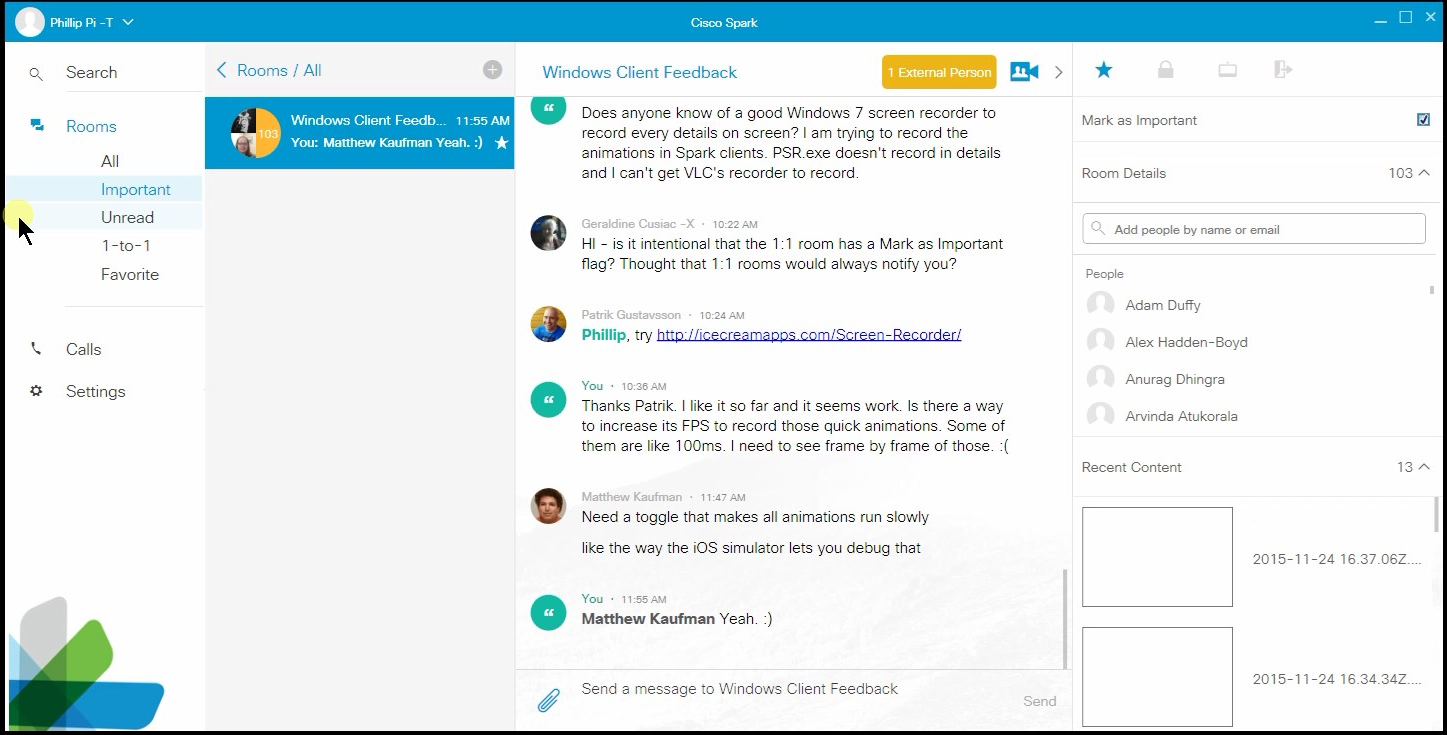 Phillip Pi -T
Cisco Spark
Search
Rooms
All
Important
Unread
1-to-1
Favorite
Calls
Settings
Rooms / All
103
Windows Client Feedb... 11:55 AM
You: Matthew Kaufman Yeah. :)
Windows Client Feedback
1 External Person
Does anyone know of a good Windows 7 screen recorder to
record every details on screen? I am trying to record the
animations in Spark clients. PSR.exe doesn't record in details
and I can't get VLC's recorder to record.
Geraldine Cusiac -X · 10:22 AM
HI - is it intentional that the 1:1 room has a Mark as Important
flag? Thought that 1:1 rooms would always notify you?
Patrik Gustavsson · 10:24 AM
Phillip, try http://icecreamapps.com/Screen-Recorder/
You · 10:36 AM
Thanks Patrik. I like it so far and it seems work. Is there a way
to increase its FPS to record those quick animations. Some of
them are like 100ms. I need to see frame by frame of those. :(
Matthew Kaufman · 11:47 AM
Need a toggle that makes all animations run slowly
like the way the iOS simulator lets you debug that
You · 11:55 AM
Matthew Kaufman Yeah. :)
Send a message to Windows Client Feedback
Send
Mark as Important
Room Details 103
Add people by name or email
People
Adam Duffy
Alex Hadden-Boyd
Anurag Dhingra
Arvinda Atukorala
Recent Content 13
2015-11-24 16.37.06Z....
2015-11-24 16.34.34Z....